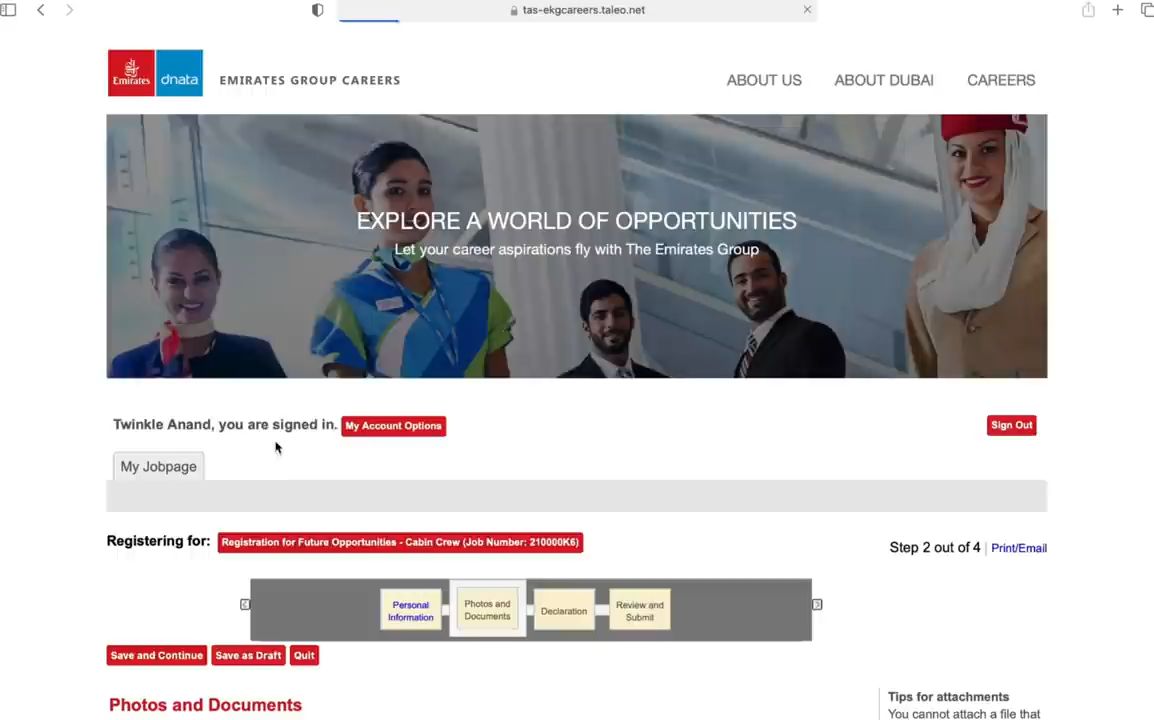 tas-ekgcareers.taleo.net
Emirates
dnata
EMIRATES GROUP CAREERS
ABOUT US
ABOUT DUBAI
CAREERS
EXPLORE A WORLD OF OPPORTUNITIES
Let your career aspirations fly with The Emirates Group
Twinkle Anand, you are signed in.
My Account Options
Sign Out
My Jobpage
Registering for:
Registration for Future Opportunities - Cabin Crew (Job Number: 210000K6)
Step 2 out of 4 | Print/Email
Personal
Information
Photos and
Documents
Declaration
Review and
Submit
Save and Continue
Save as Draft
Quit
Photos and Documents
Tips for attachments
You cannot attach a file that